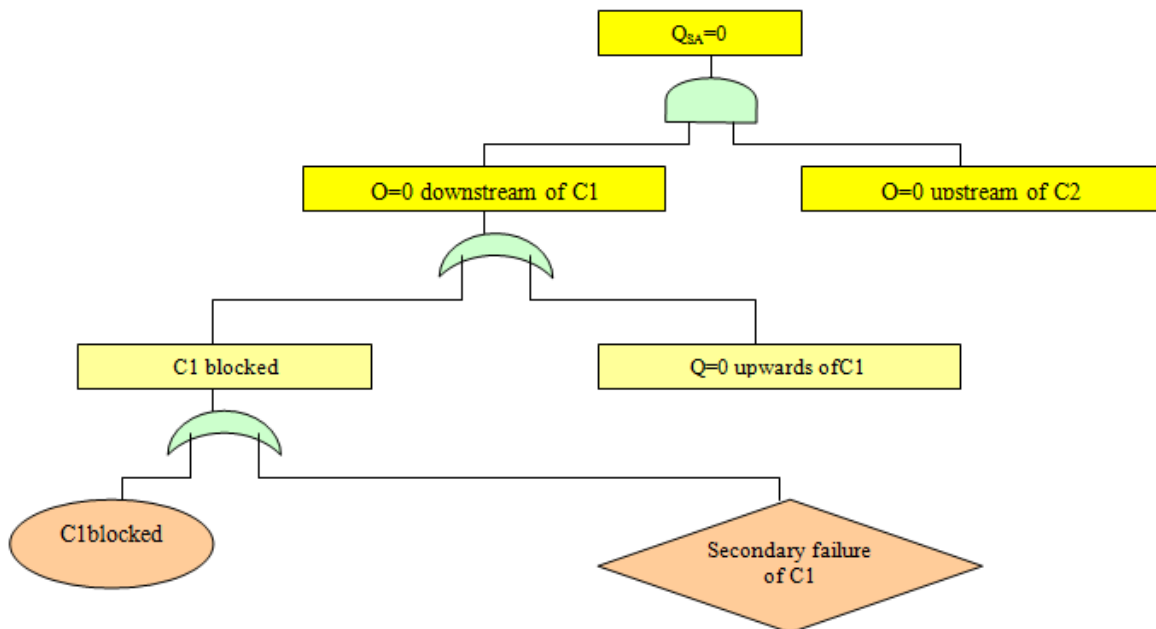 QSA=0
O=0 downstream of C1
O=0 upstream of C2
C1 blocked
Q=0 upwards ofC1
C1blocked
Secondary failure
of C1